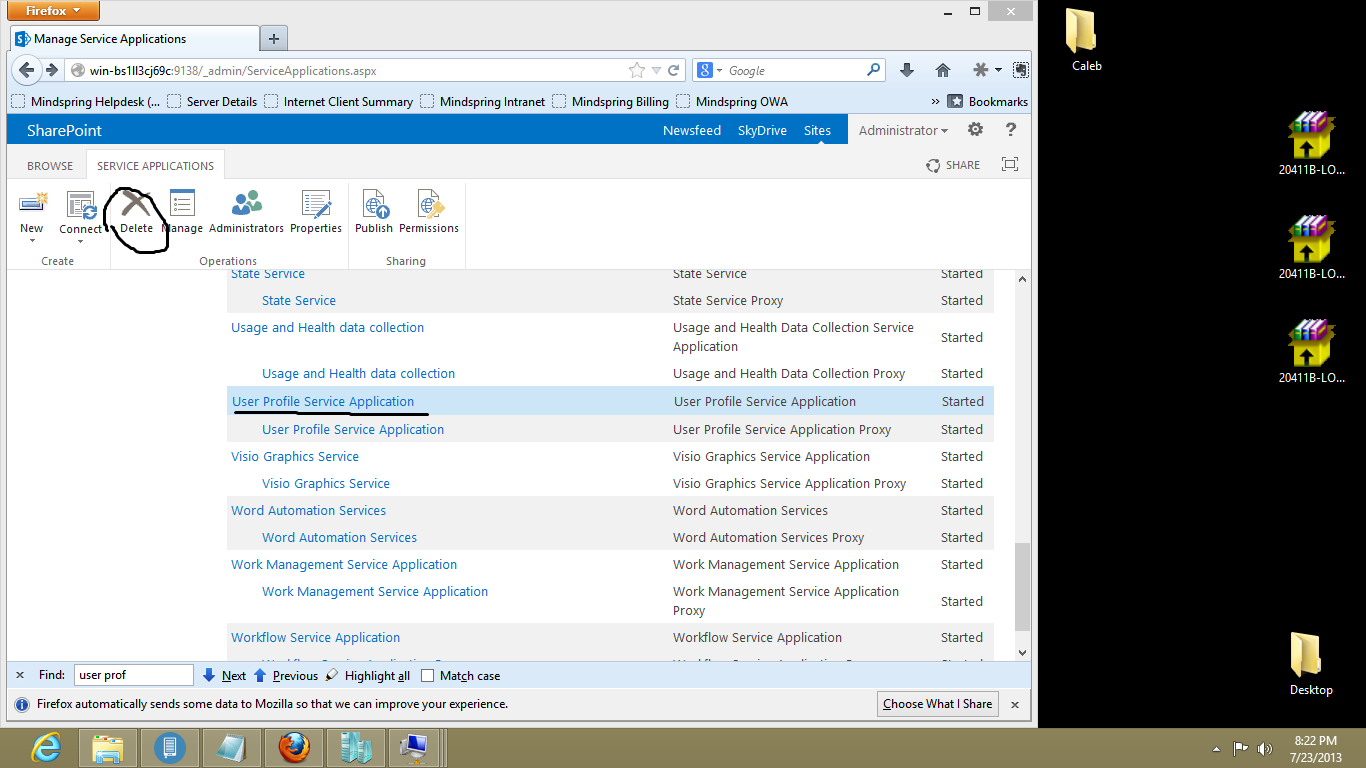 Firefox
Manage Service Applications
win-bs1ll3cj69c:9138/_admin/ServiceApplications.aspx
Google
Mindspring Helpdesk (... Server Details Internet Client Summary Mindspring Intranet Mindspring Billing Mindspring OWA » Bookmarks
SharePoint Newsfeed SkyDrive Sites Administrator
BROWSE SERVICE APPLICATIONS SHARE
New Connect Delete Manage Administrators Properties Publish Permissions
Create Operations Sharing
State Service State Service Started
State Service State Service Proxy Started
Usage and Health data collection Usage and Health Data Collection Service Started
Application
Usage and Health data collection Usage and Health Data Collection Proxy Started
User Profile Service Application User Profile Service Application Started
User Profile Service Application User Profile Service Application Proxy Started
Visio Graphics Service Visio Graphics Service Application Started
Visio Graphics Service Visio Graphics Service Application Proxy Started
Word Automation Services Word Automation Services Started
Word Automation Services Word Automation Services Proxy Started
Work Management Service Application Work Management Service Application Started
Work Management Service Application Work Management Service Application Started
Proxy
Workflow Service Application Workflow Service Application Started
Find: user prof Next Previous Highlight all Match case
Firefox automatically sends some data to Mozilla so that we can improve your experience. Choose What I Share
Caleb
20411B-LO...
20411B-LO...
20411B-LO...
Desktop
8:22 PM
7/23/2013